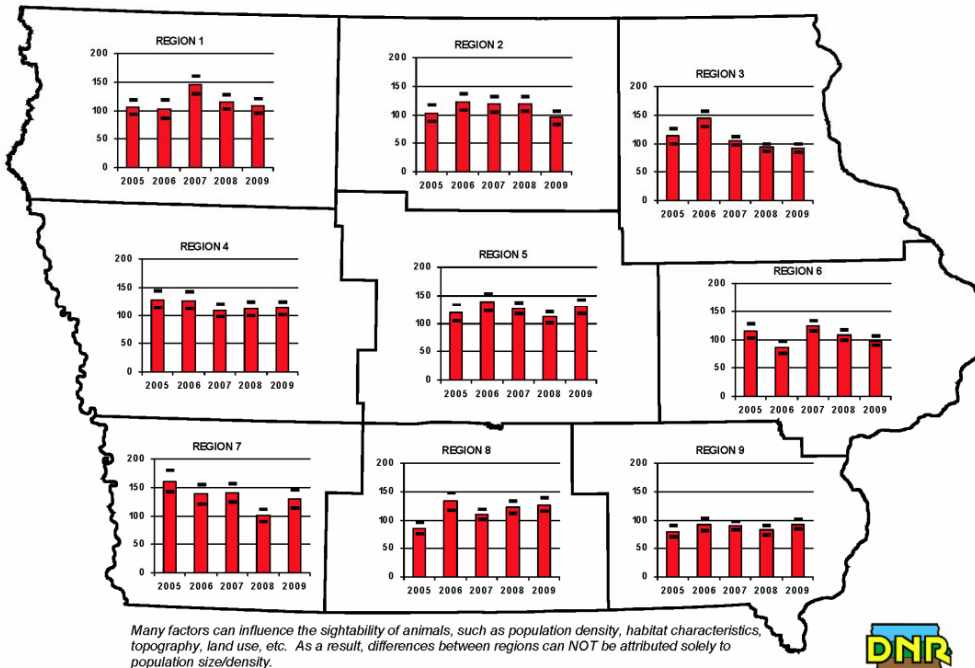 REGION 1
200
150
100
50
0
2005 2006 2007 2008 2009
REGION 2
200
150
100
50
0
2005 2006 2007 2008 2009
REGION 3
200
150
100
50
0
2005 2006 2007 2008 2009
REGION 4
200
150
100
50
0
2005 2006 2007 2008 2009
REGION 5
200
150
100
50
0
2005 2006 2007 2008 2009
REGION 6
200
150
100
50
0
2005 2006 2007 2008 2009
REGION 7
200
150
100
50
0
2005 2006 2007 2008 2009
REGION 8
200
150
100
50
0
2005 2006 2007 2008 2009
REGION 9
200
150
100
50
0
2005 2006 2007 2008 2009
Many factors can influence the sightability of animals, such as population density, habitat characteristics,
topography, land use, etc. As a result, differences between regions can NOT be attributed solely to
population size/density.
DNR